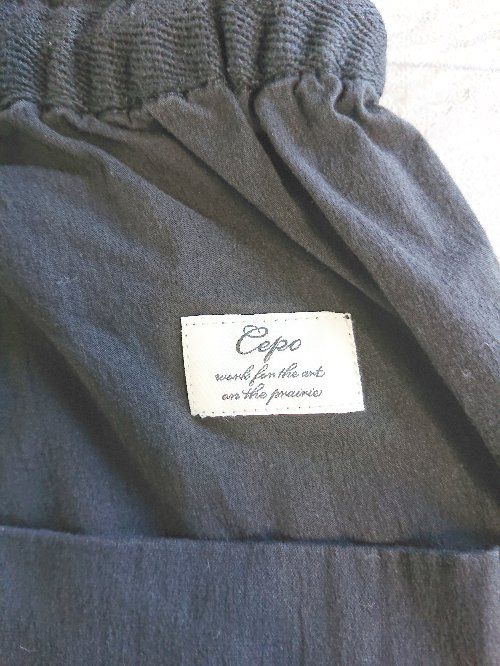 Cepo
work for the art
on the prairie